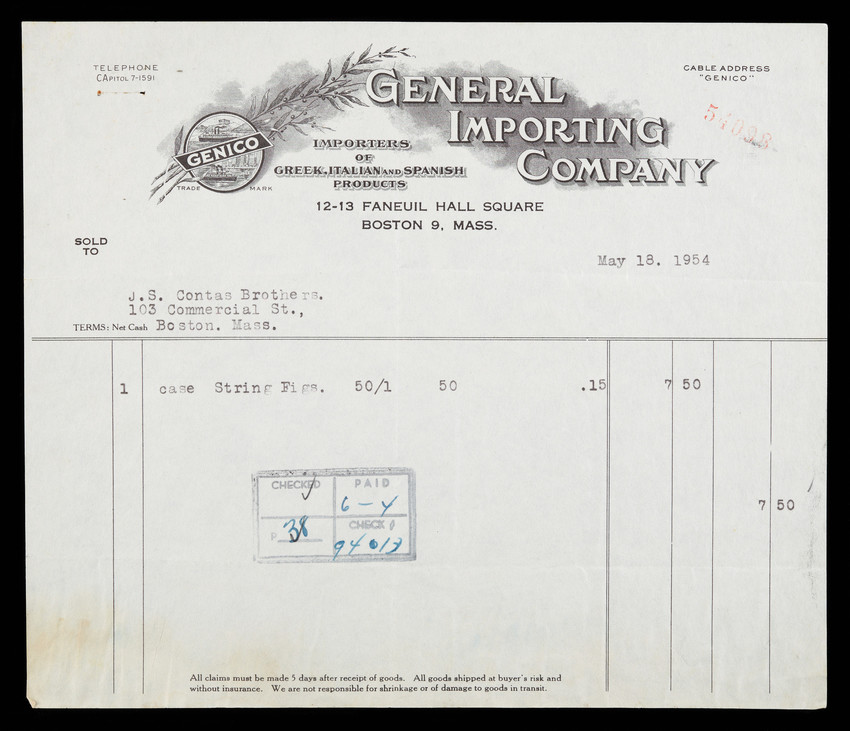 TELEPHONE
CAPITOL 7-1591
CABLE ADDRESS
"GENICO"
GENERAL
IMPORTING
COMPANY
GENICO
TRADE MARK
IMPORTERS
OF
GREEK, ITALIAN AND SPANISH
PRODUCTS
12-13 FANEUIL HALL SQUARE
BOSTON 9, MASS.
SOLD
TO
May 18. 1954
J.S. Contas Brothers.
103 Commercial St.,
TERMS: Net Cash Boston. Mass.
1 case String Figs. 50/1 50 .15 7 50
CHECKED PAID
6-4
P 38 CHECK #
94013
7 50
All claims must be made 5 days after receipt of goods. All goods shipped at buyer's risk and
without insurance. We are not responsible for shrinkage or of damage to goods in transit.